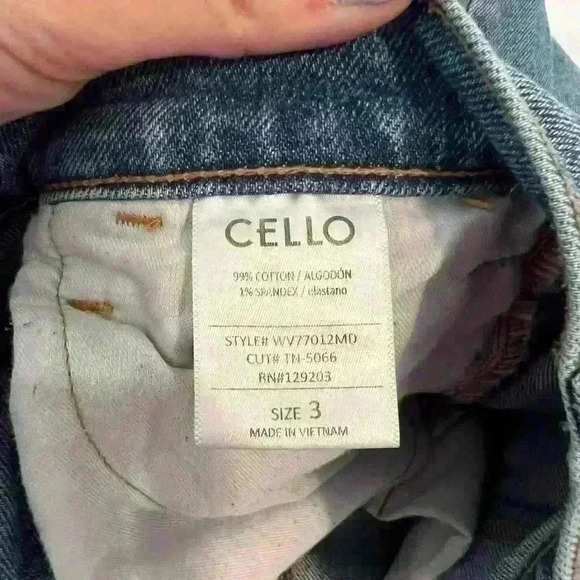 CELLO
99% COTTON / ALGODÓN
1% SPANDEX / elastano
STYLE# WV77012MD
CUT# TN-5066
RN#129203
SIZE 3
MADE IN VIETNAM